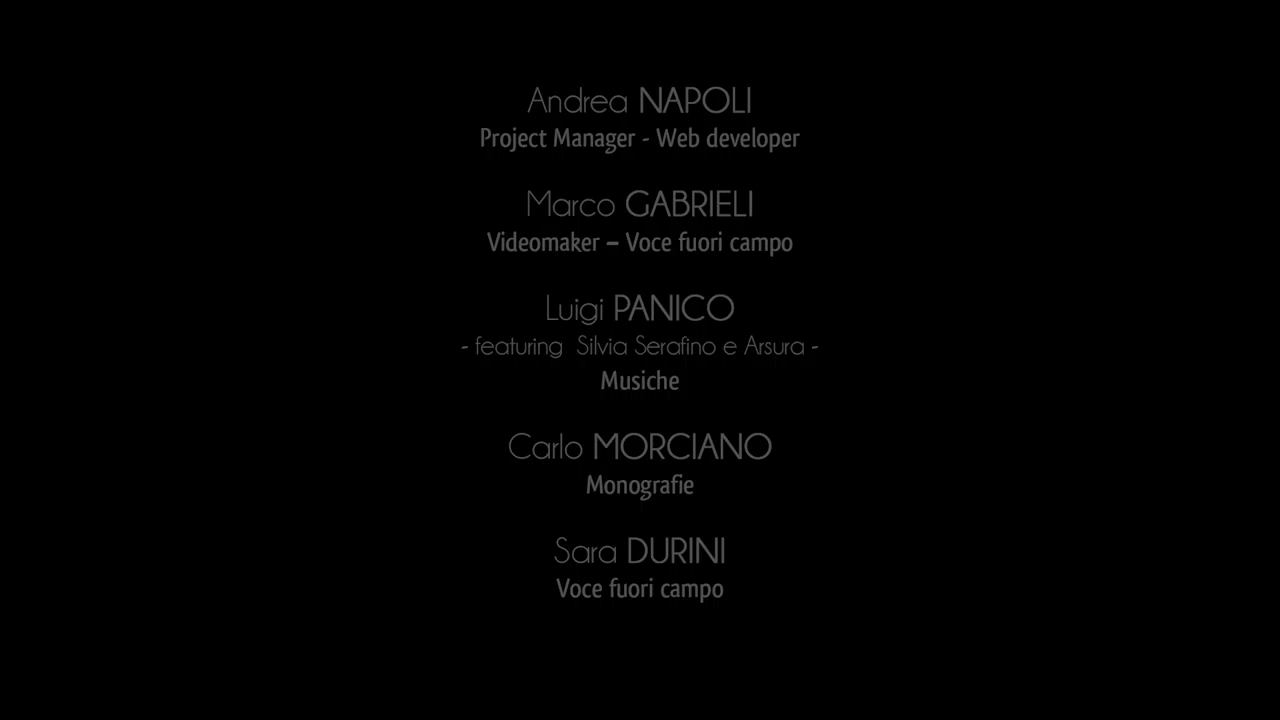 Andrea NAPOLI
Project Manager - Web developer
Marco GABRIELI
Videomaker – Voce fuori campo
Luigi PANICO
- featuring Silvia Serafino e Arsura -
Musiche
Carlo MORCIANO
Monografie
Sara DURINI
Voce fuori campo